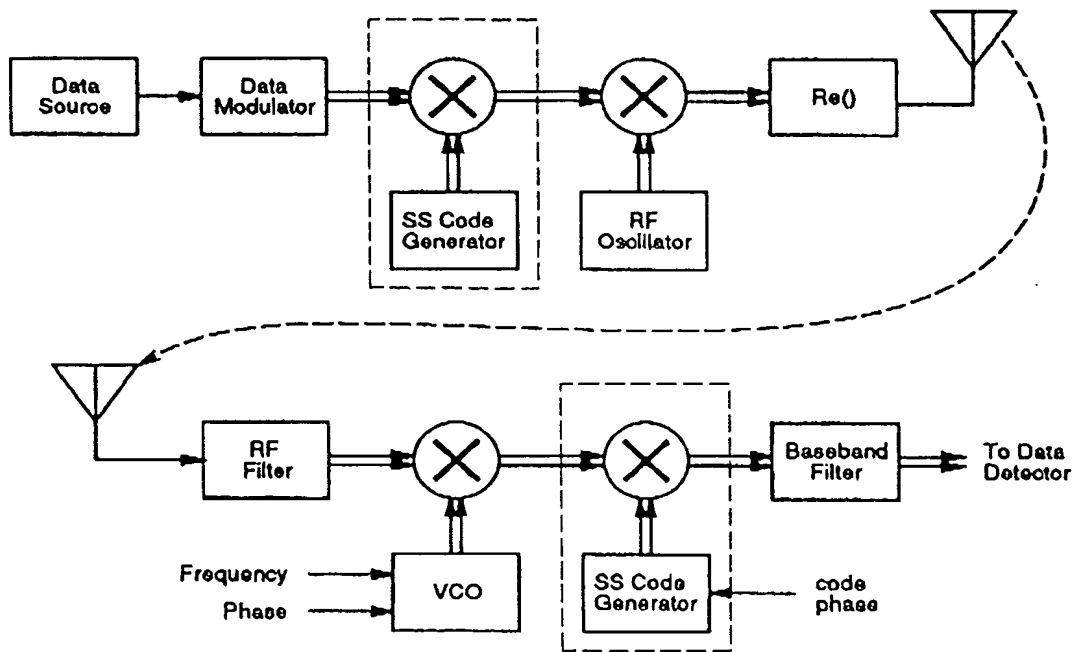 Data
Source
Data
Modulator
Re()
SS Code
Generator
RF
Oscillator
RF
Filter
Baseband
Filter
To Data
Detector
Frequency
Phase
VCO
SS Code
Generator
code
phase